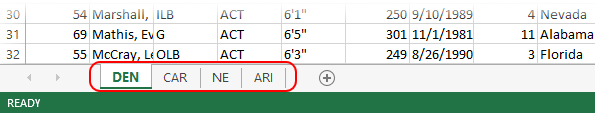 30 54 Marshall, ILB ACT 6'1" 250 9/10/1989 4 Nevada
31 69 Mathis, Ev G ACT 6'5" 301 11/1/1981 11 Alabama
32 55 McCray, Le OLB ACT 6'3" 249 8/26/1990 3 Florida
DEN CAR NE ARI
READY